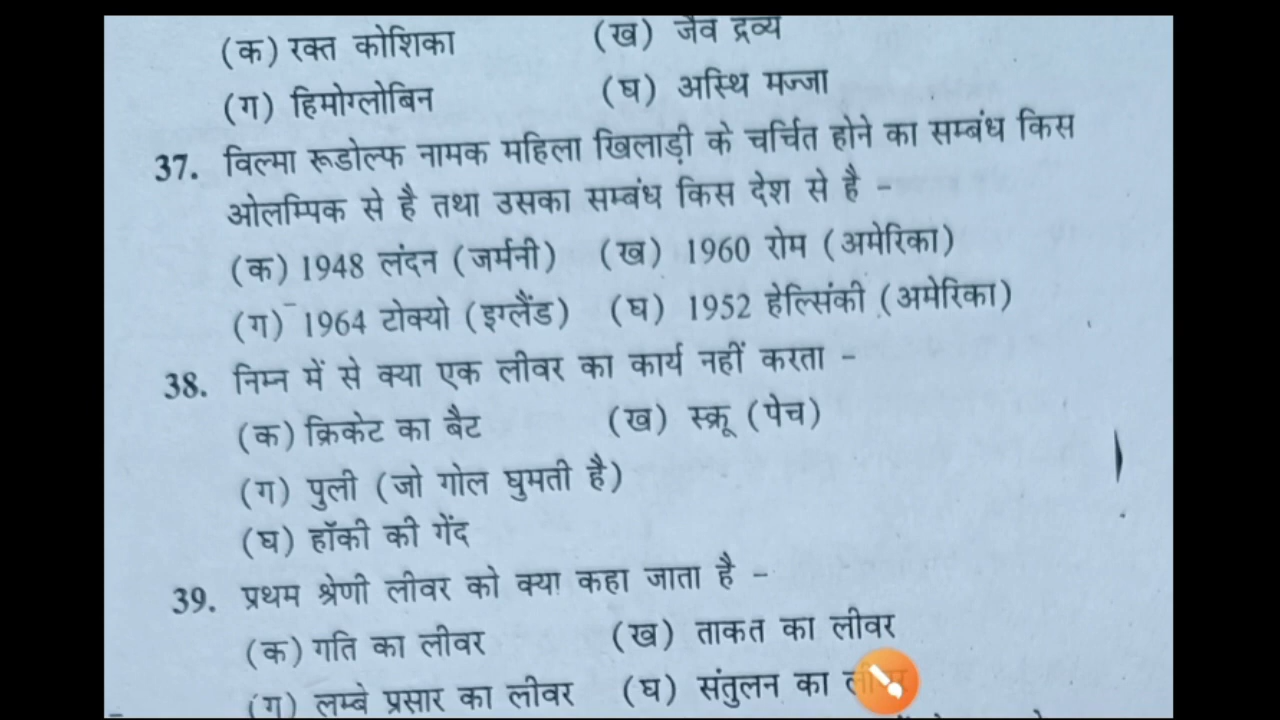 (क) रक्त कोशिका (ख) जैव द्रव्य
(ग) हिमोग्लोबिन (घ) अस्थि मज्जा
37. विल्मा रूडोल्फ नामक महिला खिलाड़ी के चर्चित होने का सम्बंध किस
ओलम्पिक से है तथा उसका सम्बंध किस देश से है -
(क) 1948 लंदन (जर्मनी) (ख) 1960 रोम (अमेरिका)
(ग) 1964 टोक्यो (इग्लैंड) (घ) 1952 हेल्सिंकी (अमेरिका)
38. निम्न में से क्या एक लीवर का कार्य नहीं करता -
(क) क्रिकेट का बैट (ख) स्क्रू (पेच)
(ग) पुली (जो गोल घुमती है)
(घ) हॉकी की गेंद
39. प्रथम श्रेणी लीवर को क्या कहा जाता है -
(क) गति का लीवर (ख) ताकत का लीवर
(ग) लम्बे प्रसार का लीवर (घ) संतुलन का